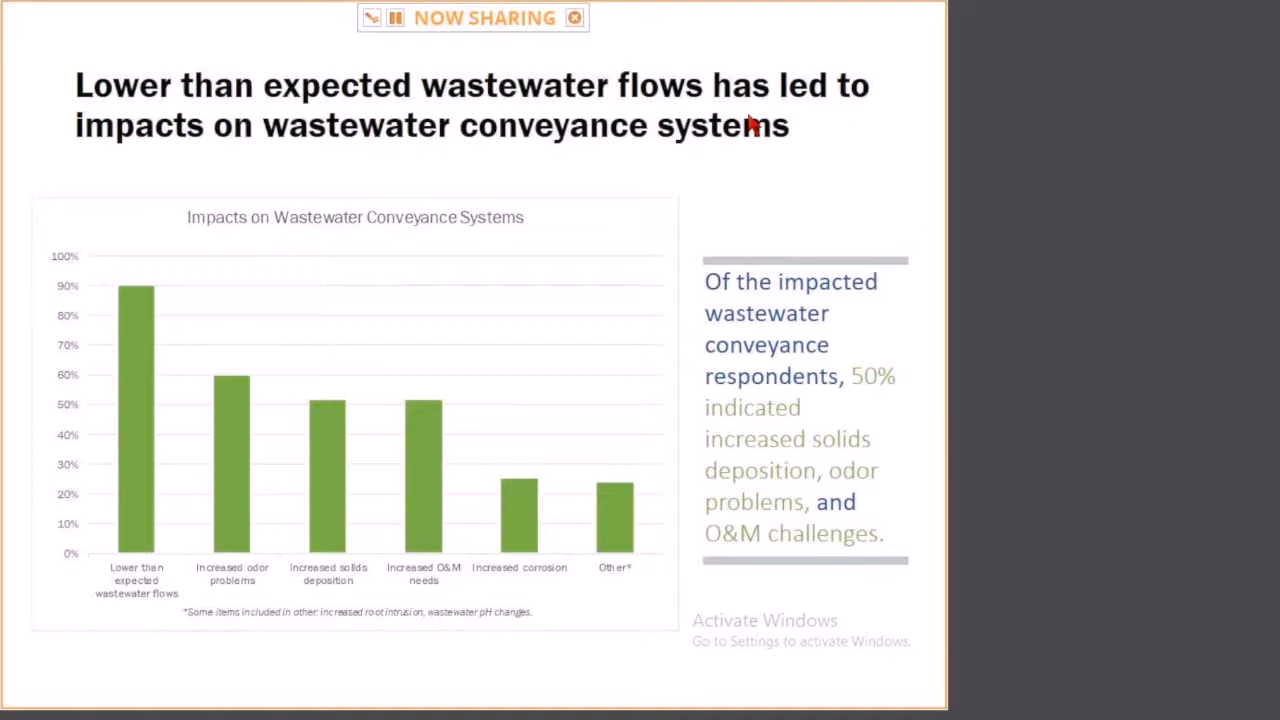 NOW SHARING
Lower than expected wastewater flows has led to
impacts on wastewater conveyance systems
Impacts on Wastewater Conveyance Systems
100%
90%
80%
70%
60%
50%
40%
30%
20%
10%
0%
Lower than
expected
wastewater flows
Increased odor
problems
Increased solids
deposition
Increased O&M
needs
Increased corrosion
Other*
*Some items included in other: increased root intrusion, wastewater pH changes.
Of the impacted
wastewater
conveyance
respondents, 50%
indicated
increased solids
deposition, odor
problems, and
O&M challenges.
Activate Windows
Go to Settings to activate Windows.